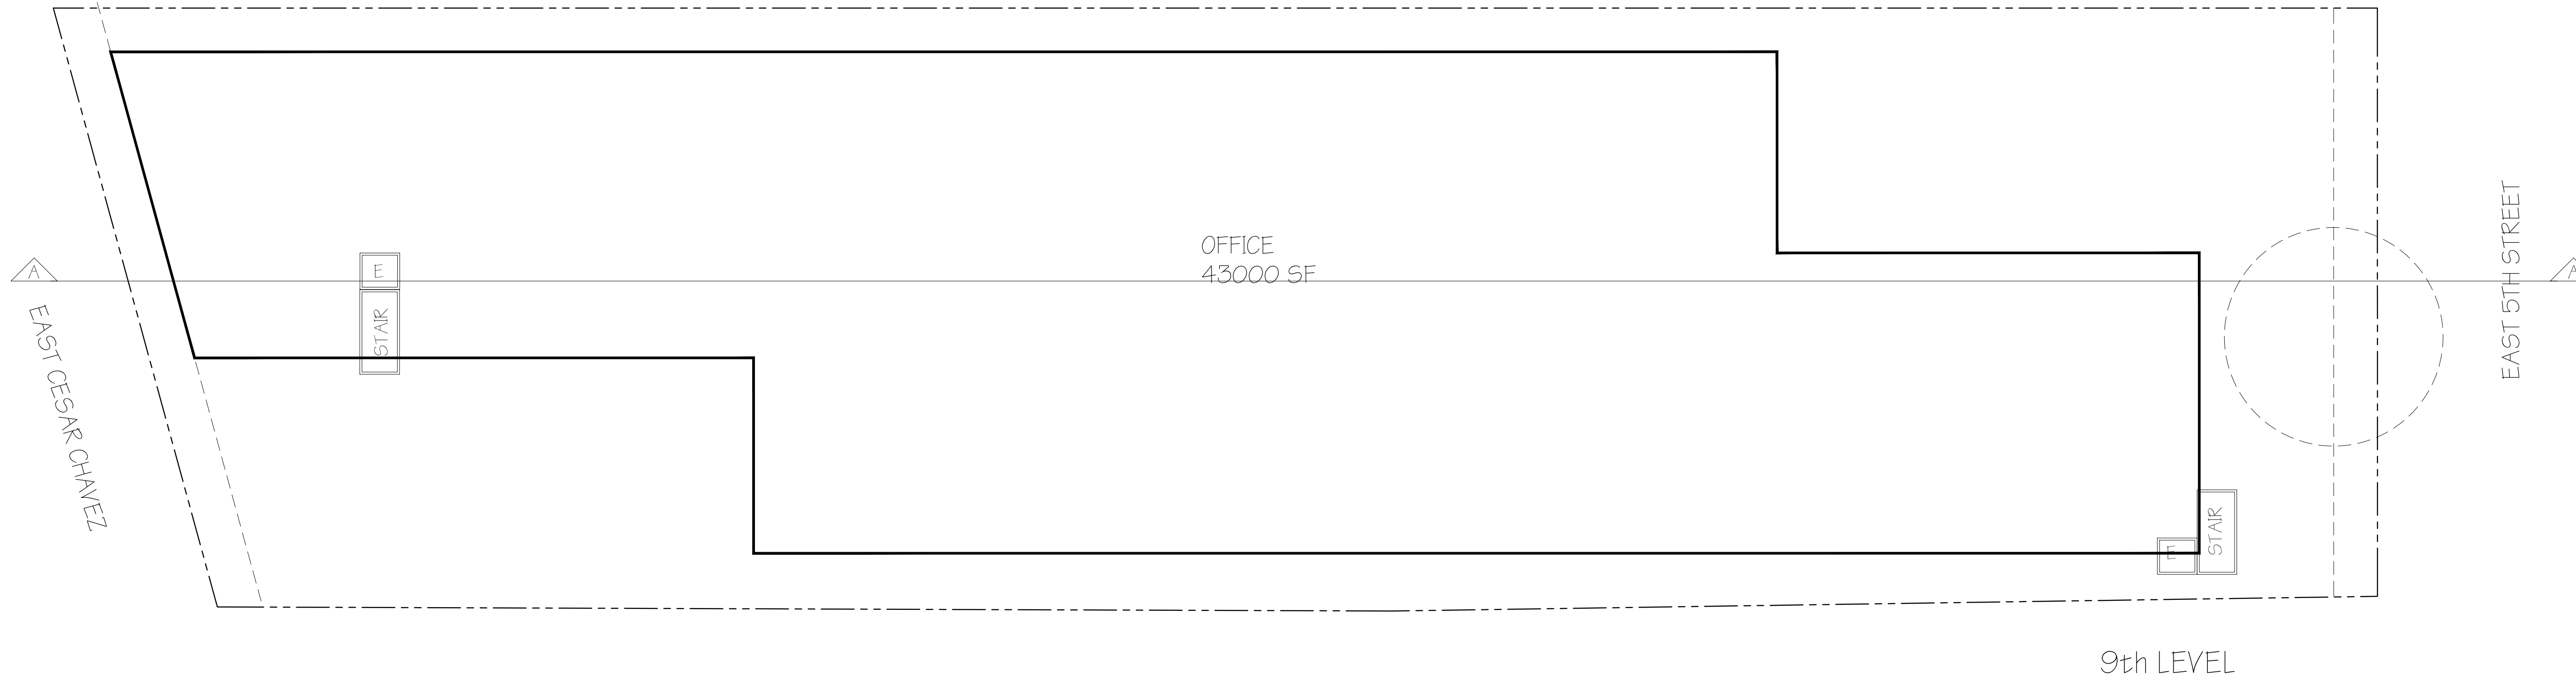 A
EAST CESAR CHAVEZ
E
STAIR
OFFICE
43000 SF
E
STAIR
EAST 5TH STREET
A
9th LEVEL